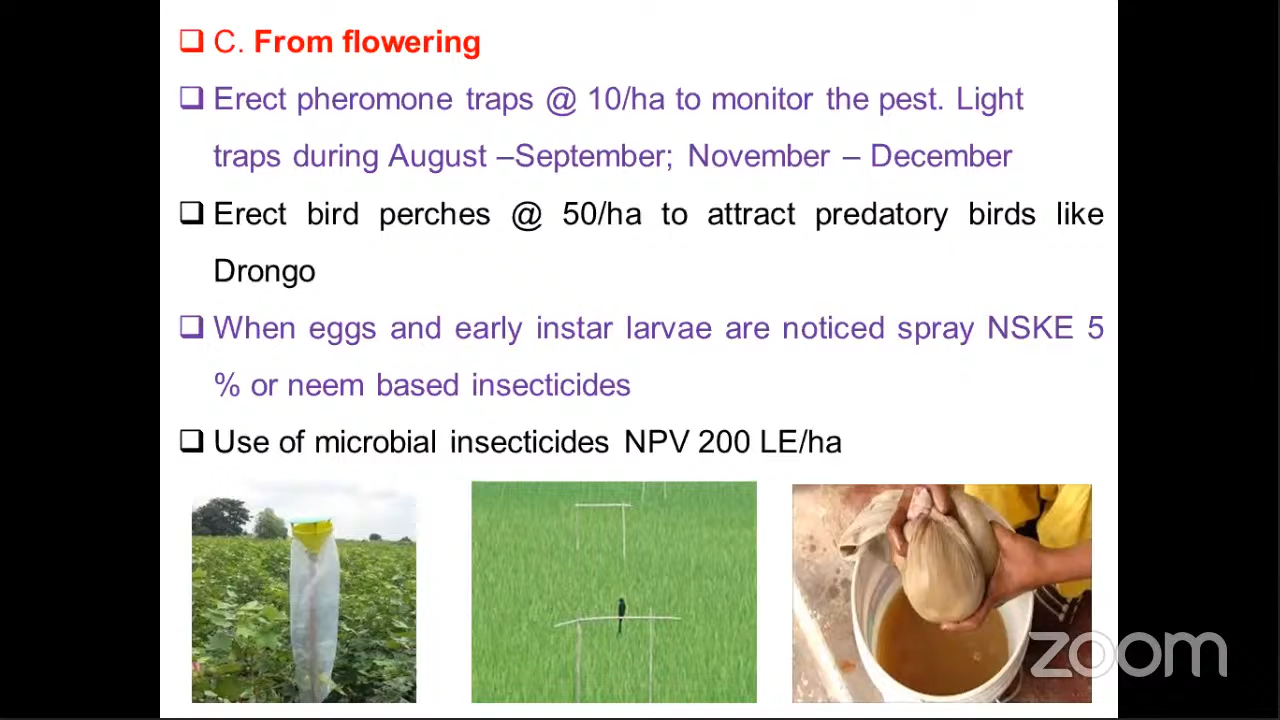 C. From flowering
Erect pheromone traps @ 10/ha to monitor the pest. Light
traps during August –September; November – December
Erect bird perches @ 50/ha to attract predatory birds like
Drongo
When eggs and early instar larvae are noticed spray NSKE 5
% or neem based insecticides
Use of microbial insecticides NPV 200 LE/ha
zoom